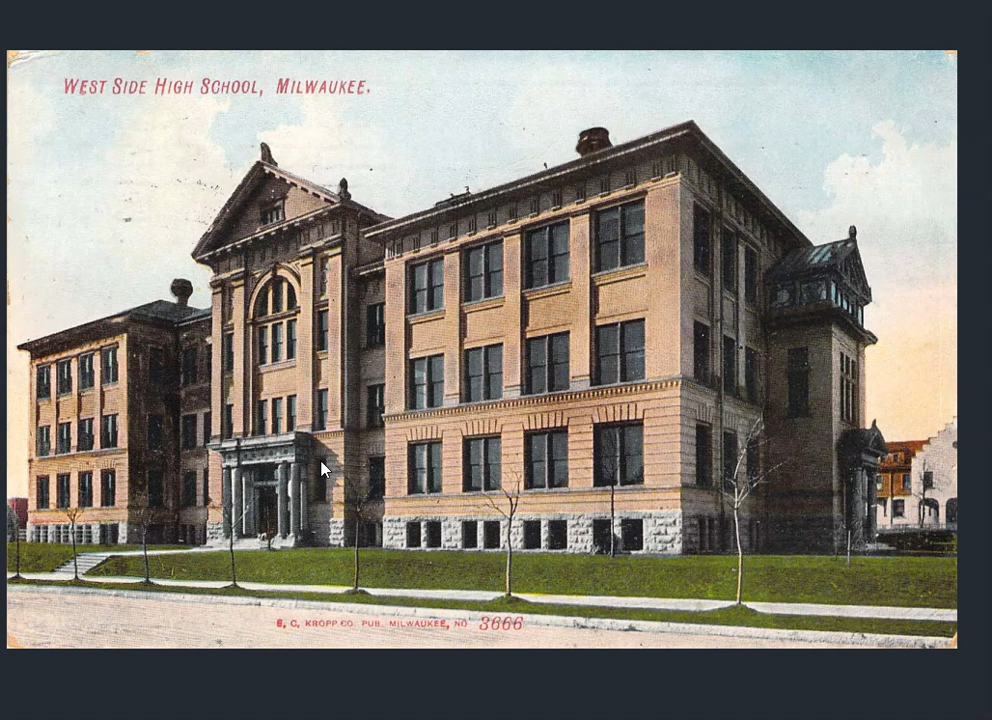 WEST SIDE HIGH SCHOOL, MILWAUKEE.
E. C. KROPP CO. PUB. MILWAUKEE, NO 3666